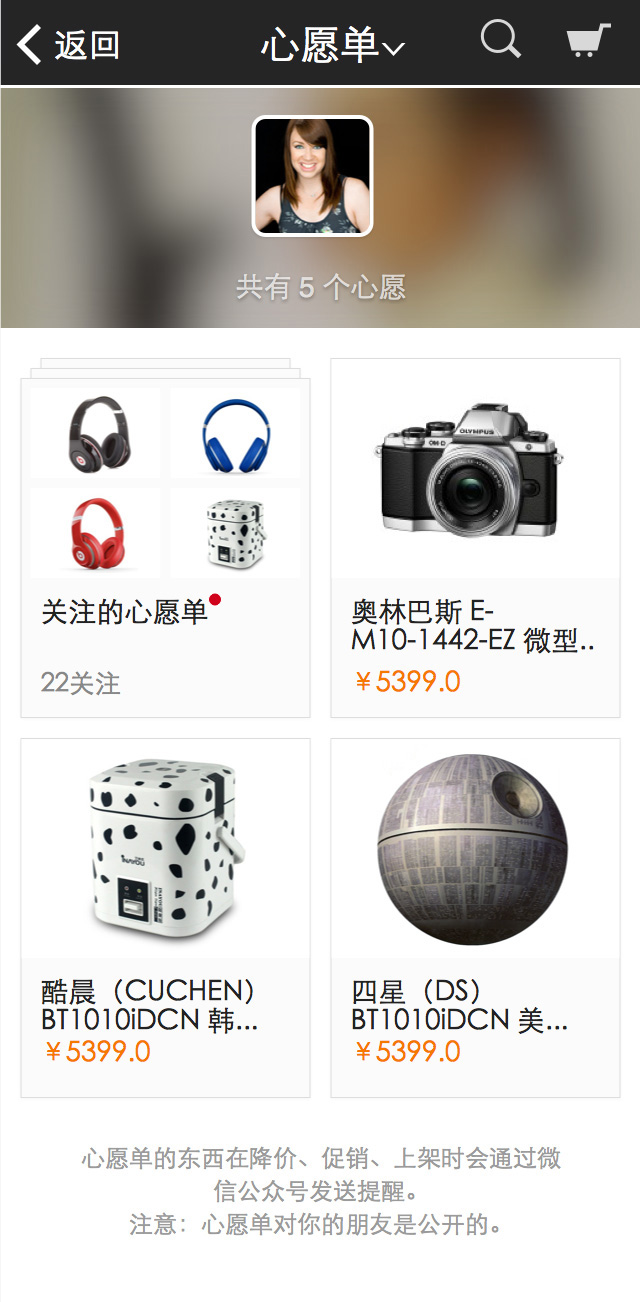 返回
心愿单
共有 5 个心愿
OLYMPUS
OM-D
关注的心愿单
22关注
奥林巴斯 E-
M10-1442-EZ 微型..
￥5399.0
酷晨（CUCHEN）
BT1010iDCN 韩...
￥5399.0
四星（DS）
BT1010iDCN 美...
￥5399.0
心愿单的东西在降价、促销、上架时会通过微
信公众号发送提醒。
注意：心愿单对你的朋友是公开的。